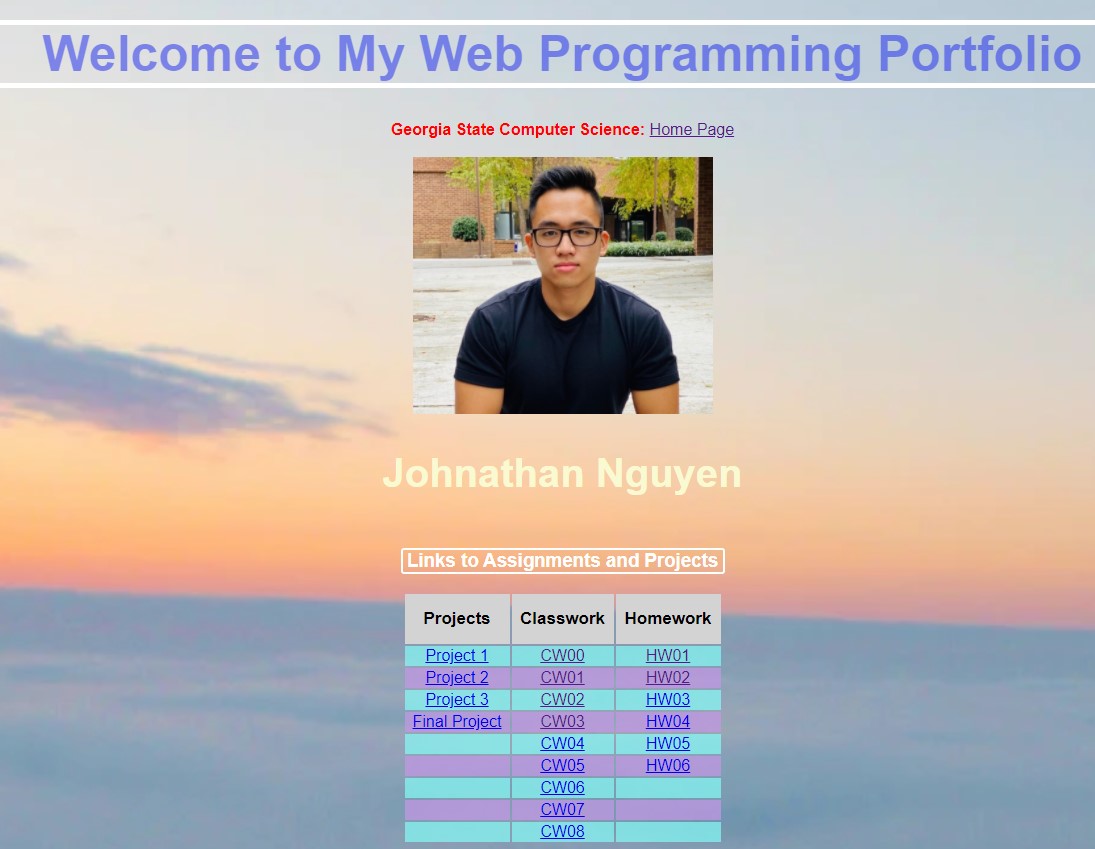 Welcome to My Web Programming Portfolio
Georgia State Computer Science: Home Page
Johnathan Nguyen
Links to Assignments and Projects
Projects Classwork Homework
Project 1 CW00 HW01
Project 2 CW01 HW02
Project 3 CW02 HW03
Final Project CW03 HW04
CW04 HW05
CW05 HW06
CW06
CW07
CW08